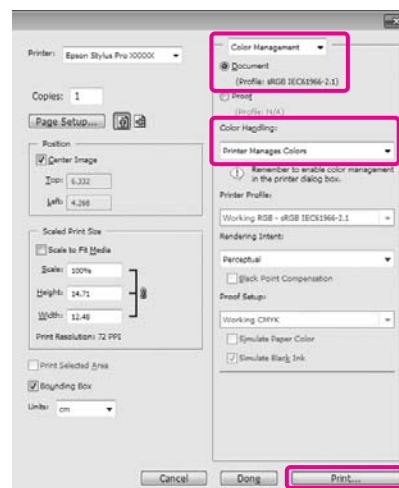 Printer: Epson Stylus Pro XXXXX
Copies: 1
Page Setup...
Position
Center Image
Top: 6.332
Left: 4.268
Scaled Print Size
Scale to Fit Media
Scale: 100%
Height: 14.71
Width: 12.48
Print Resolution: 72 PPI
Print Selected Area
Bounding Box
Units: cm
Color Management
Document
(Profile: sRGB IEC61966-2.1)
Proof
(Profile: N/A)
Color Handling:
Printer Manages Colors
Remember to enable color management
in the printer dialog box.
Printer Profile:
Working RGB - sRGB IEC61966-2.1
Rendering Intent:
Perceptual
Black Point Compensation
Proof Setup:
Working CMYK
Simulate Paper Color
Simulate Black Ink
Cancel
Done
Print...